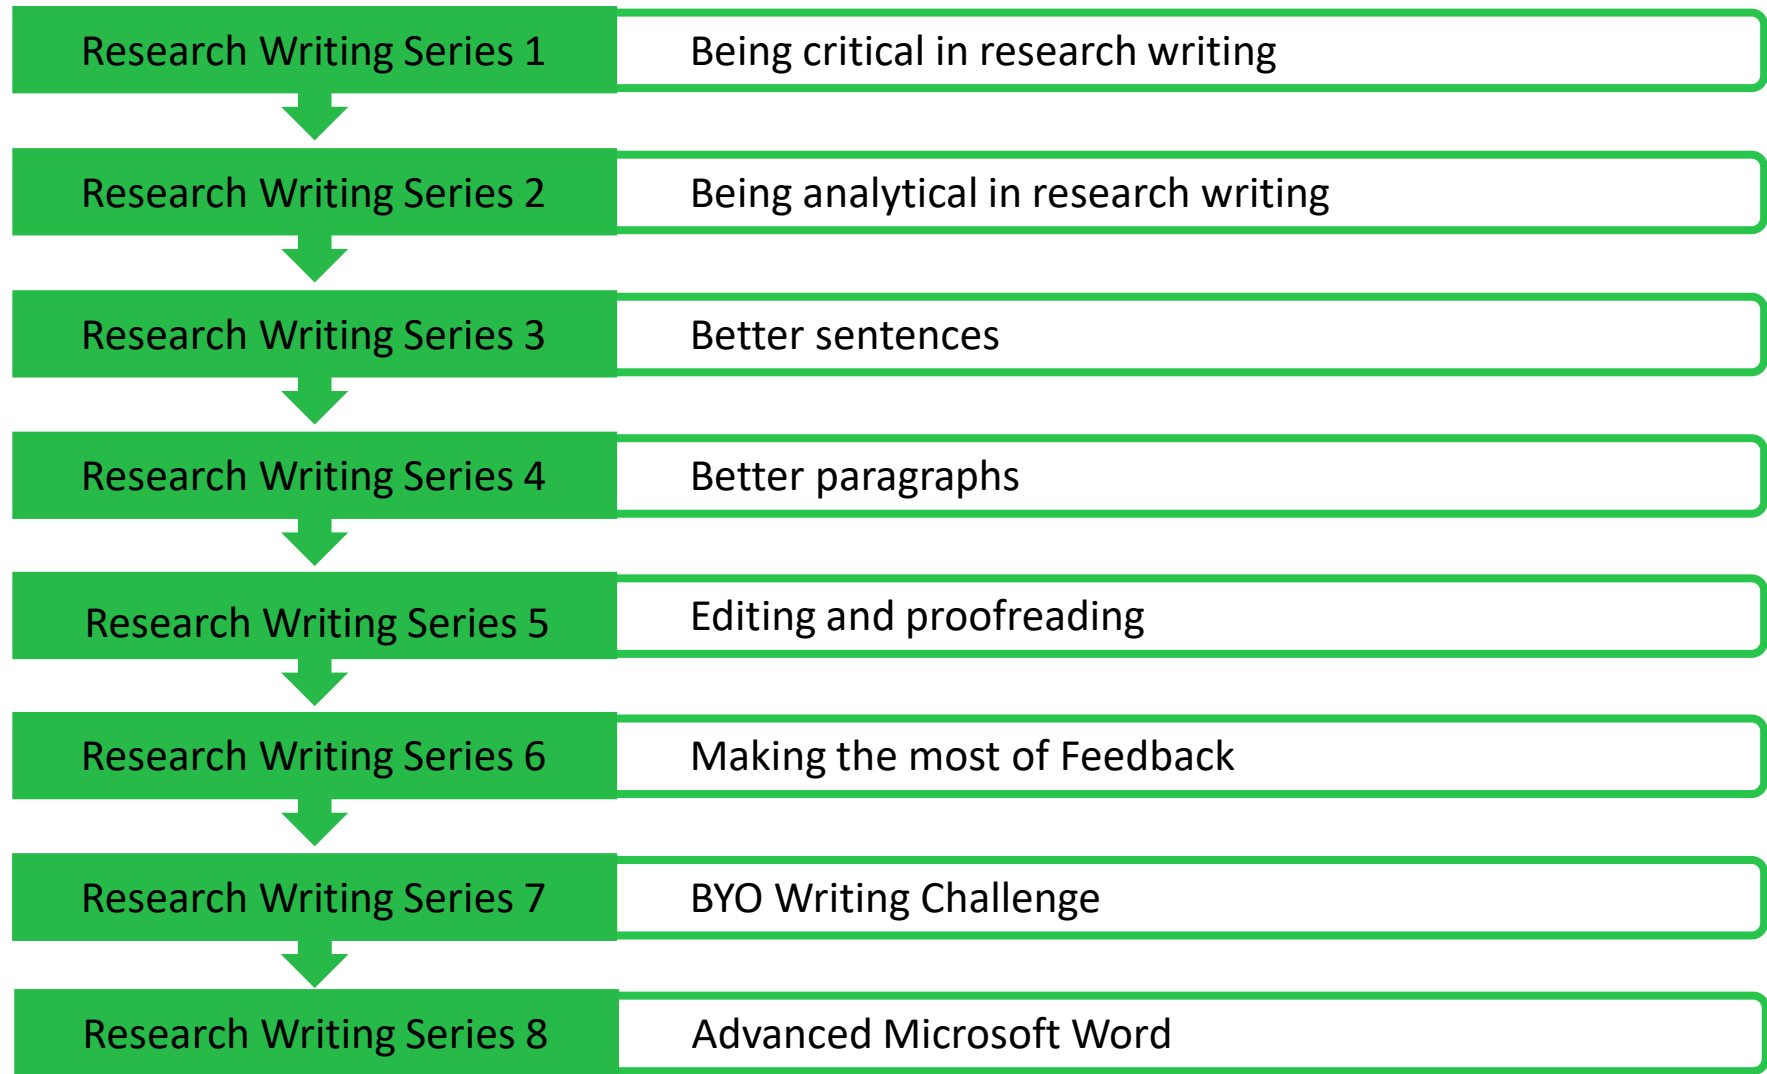 Research Writing Series 1
Being critical in research writing
Research Writing Series 2
Being analytical in research writing
Research Writing Series 3
Better sentences
Research Writing Series 4
Better paragraphs
Research Writing Series 5
Editing and proofreading
Research Writing Series 6
Making the most of Feedback
Research Writing Series 7
BYO Writing Challenge
Research Writing Series 8
Advanced Microsoft Word